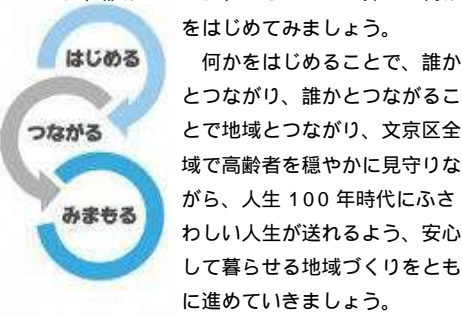 をはじめてみましょう。
はじめる
つながる
みまもる
何かをはじめることで、誰か
とつながり、誰かとつながるこ
とで地域とつながり、文京区全
域で高齢者を穏やかに見守りな
がら、人生 100 年時代にふさ
わしい人生が送れるよう、安心
して暮らせる地域づくりをとも
に進めていきましょう。